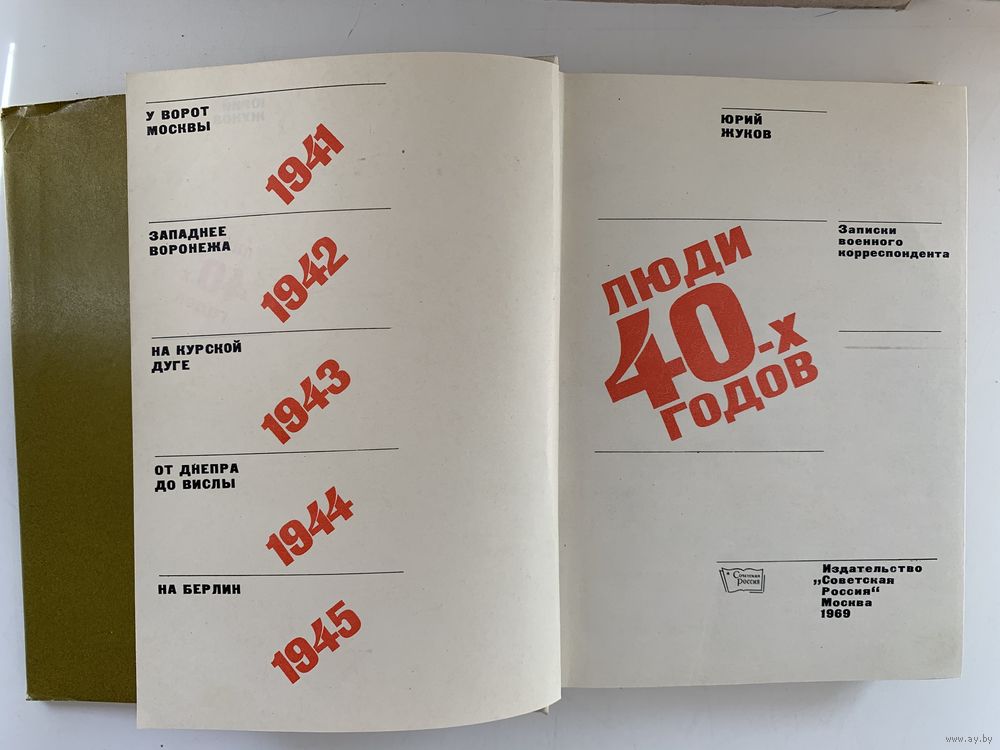 У ВОРОТ
МОСКВЫ
1941
ЗАПАДНЕЕ
ВОРОНЕЖА
1942
НА КУРСКОЙ
ДУГЕ
1943
ОТ ДНЕПРА
ДО ВИСЛЫ
1944
НА БЕРЛИН
1945
ЮРИЙ
ЖУКОВ
ЛЮДИ
40-х
ГОДОВ
Записки
военного
корреспондента
Советская
Россия
Издательство
„Советская
Россия“
Москва
1969
www.ay.by